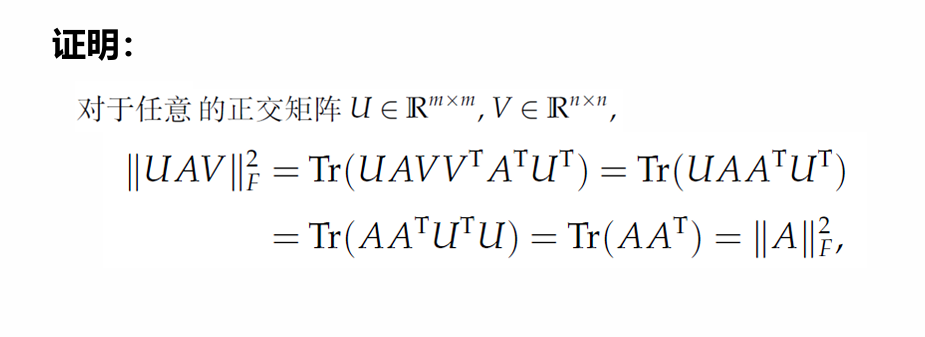 证明：
对于任意的正交矩阵 U ∈ ℝ^{m×m}, V ∈ ℝ^{n×n},
‖UAV‖_F^2 = Tr(UAVV^T A^T U^T) = Tr(UAA^T U^T)
= Tr(AA^T U^T U) = Tr(AA^T) = ‖A‖_F^2,